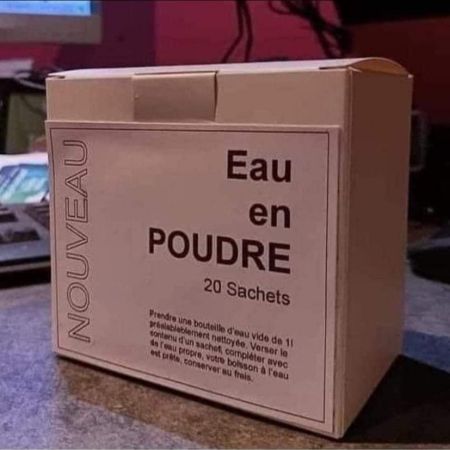 NOUVEAU
Eau
en
POUDRE
20 Sachets
Prendre une bouteille d'eau vide de 1l
préalablement nettoyée. Verser le
contenu d'un sachet, compléter avec
de l'eau propre, votre boisson à l'eau
est prête, conserver au frais.